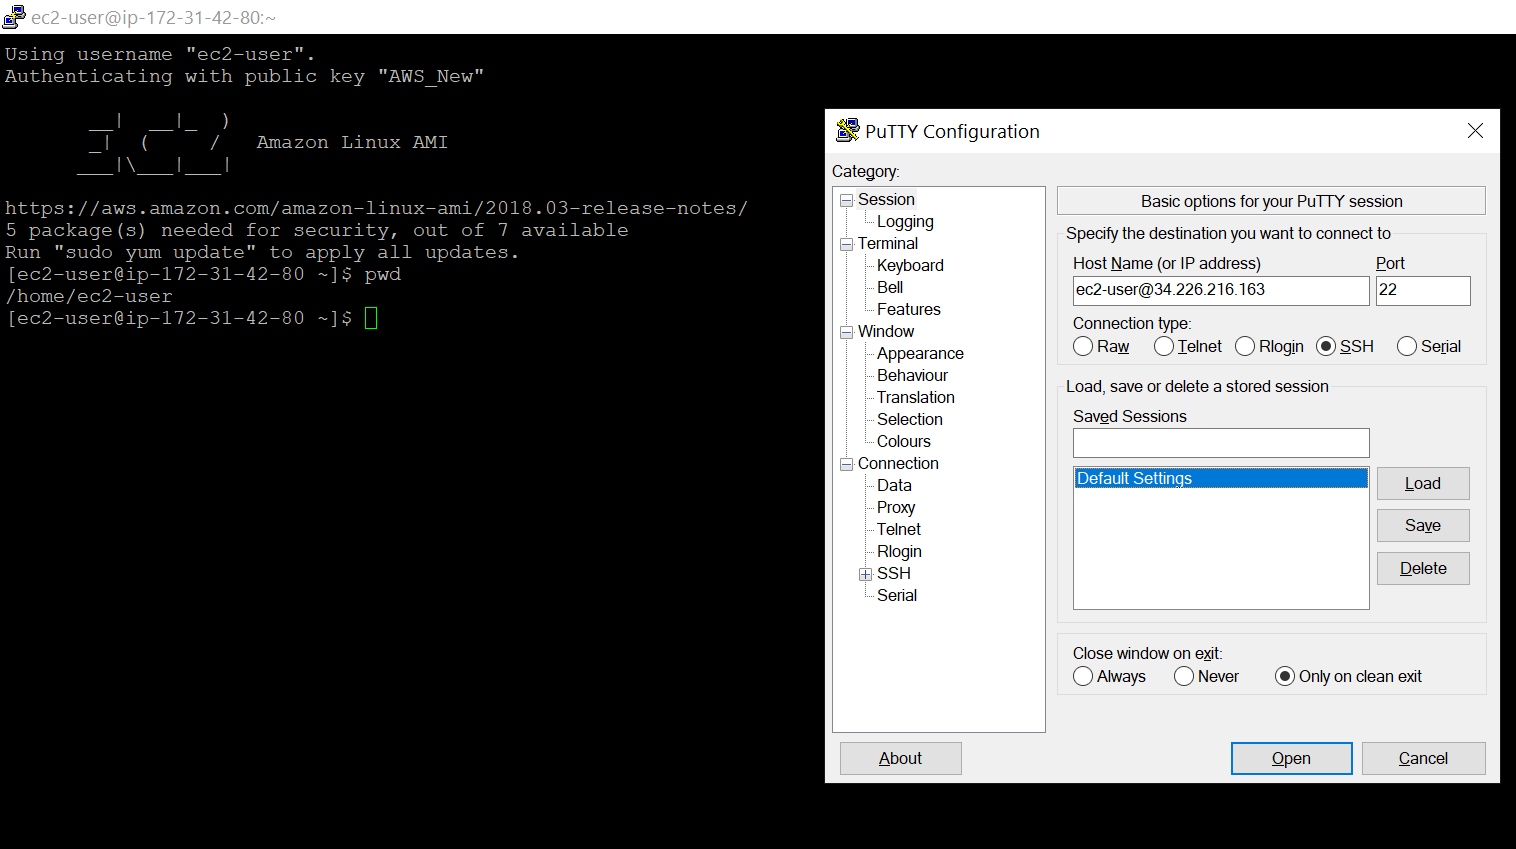 ec2-user@ip-172-31-42-80:~
Using username "ec2-user".
Authenticating with public key "AWS_New"
__|  __|_  )
_|  (     /   Amazon Linux AMI
___|\___|___|
https://aws.amazon.com/amazon-linux-ami/2018.03-release-notes/
5 package(s) needed for security, out of 7 available
Run "sudo yum update" to apply all updates.
[ec2-user@ip-172-31-42-80 ~]$ pwd
/home/ec2-user
[ec2-user@ip-172-31-42-80 ~]$
PuTTY Configuration
Category:
Session
Logging
Terminal
Keyboard
Bell
Features
Window
Appearance
Behaviour
Translation
Selection
Colours
Connection
Data
Proxy
Telnet
Rlogin
SSH
Serial
Basic options for your PuTTY session
Specify the destination you want to connect to
Host Name (or IP address) Port
ec2-user@34.226.216.163 22
Connection type:
Raw Telnet Rlogin SSH Serial
Load, save or delete a stored session
Saved Sessions
Default Settings
Load
Save
Delete
Close window on exit:
Always Never Only on clean exit
About Open Cancel